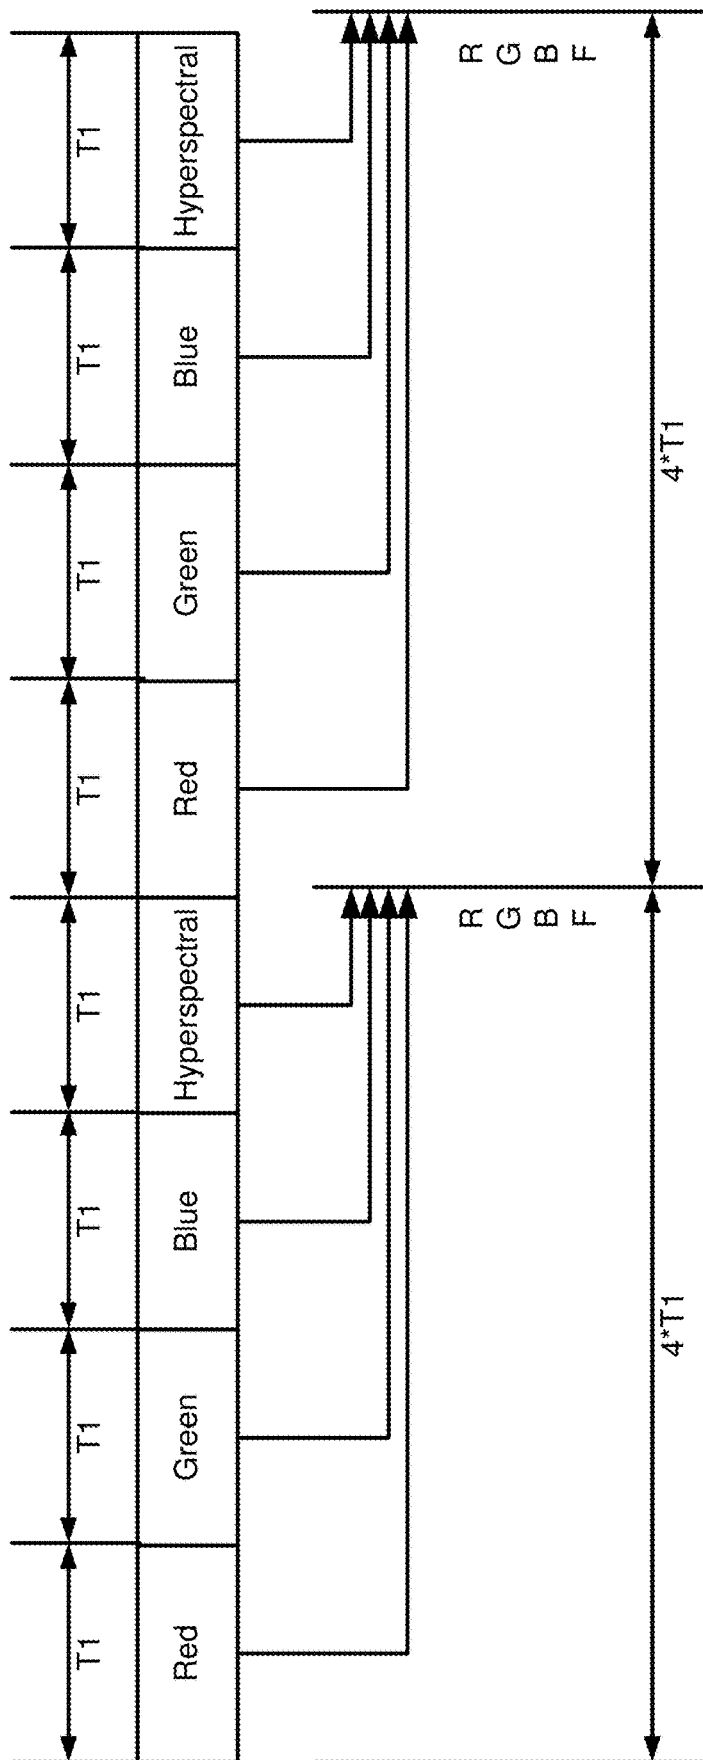 T1 T1 T1 T1 T1 T1 T1 T1
Red Green Blue Hyperspectral Red Green Blue Hyperspectral
R R
G G
B B
F F
4*T1 4*T1